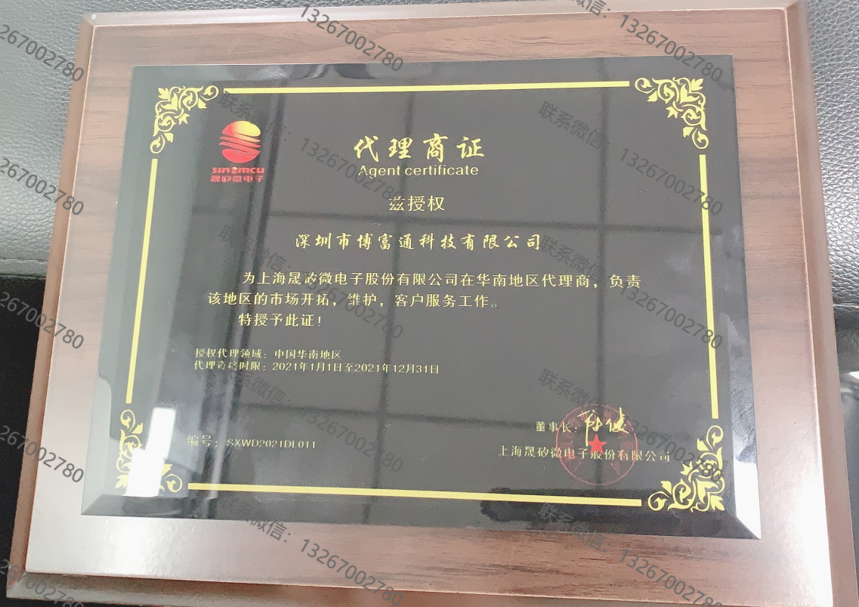 sinomcu
晟矽微电子
代理商证
Agent certificate
兹授权
深圳市博富通科技有限公司
为上海晟矽微电子股份有限公司在华南地区代理商，负责
该地区的市场开拓，维护，客户服务工作。
特授予此证！
授权代理领域：中国华南地区
代理资格时限：2021年1月1日至2021年12月31日
编号：SXWD2021DL011
董事长：
上海晟矽微电子股份有限公司
联系微信：13267002780